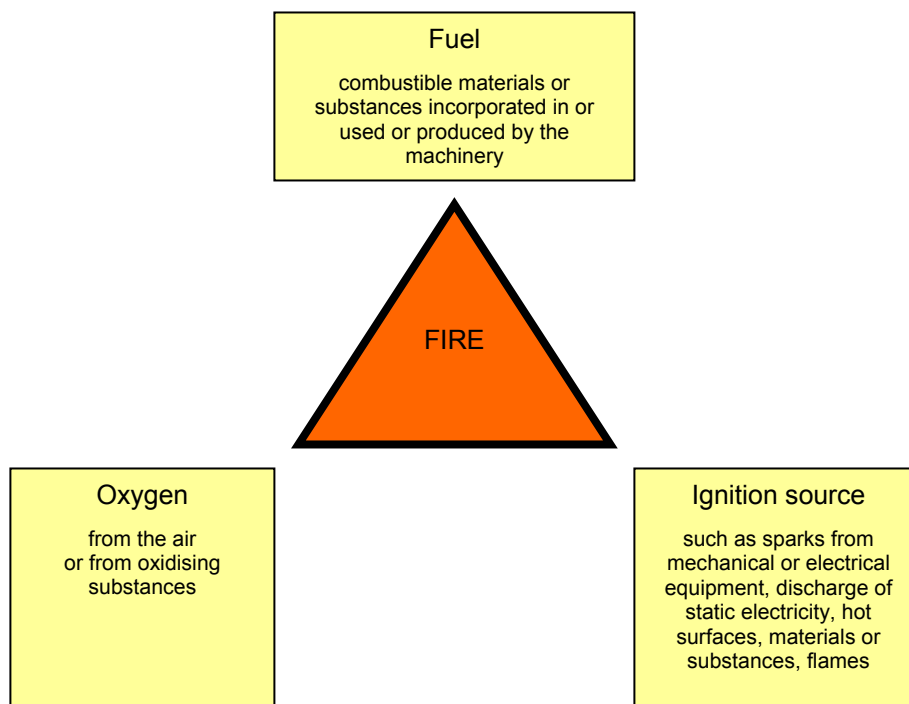 Fuel
combustible materials or
substances incorporated in or
used or produced by the
machinery
FIRE
Oxygen
from the air
or from oxidising
substances
Ignition source
such as sparks from
mechanical or electrical
equipment, discharge of
static electricity, hot
surfaces, materials or
substances, flames